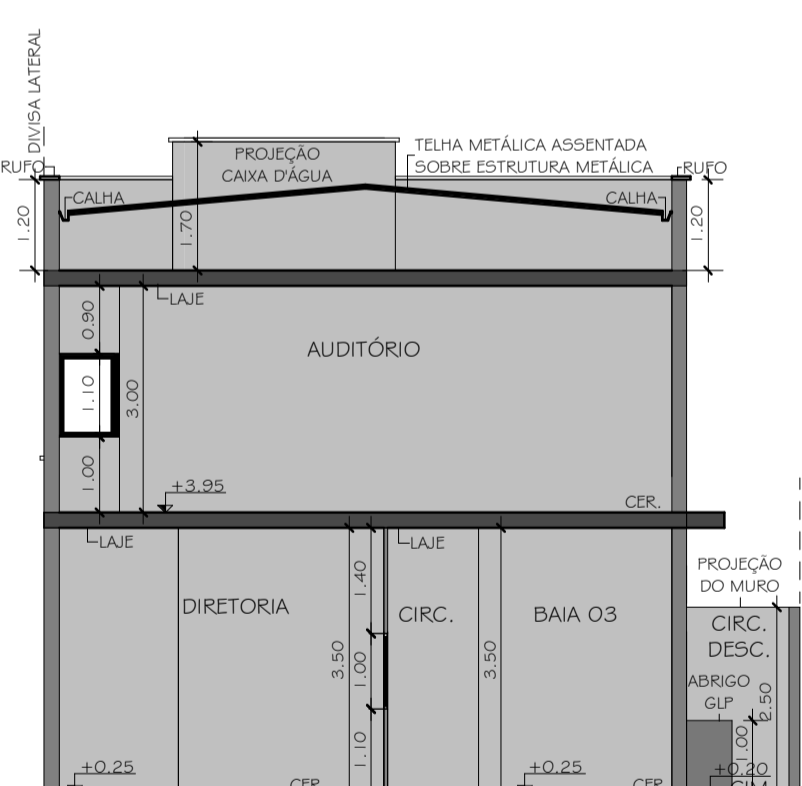 DIVISA LATERAL
RUFO
PROJEÇÃO
CAIXA D'ÁGUA
TELHA METÁLICA ASSENTADA
SOBRE ESTRUTURA METÁLICA
RUFO
CALHA
CALHA
1.20
1.70
1.20
LAJE
0.90
AUDITÓRIO
1.10
3.00
1.00
+3.95
CER.
LAJE
LAJE
PROJEÇÃO
DO MURO
1.40
DIRETORIA
CIRC.
BAIA 03
CIRC.
DESC.
3.50
1.00
3.50
ABRIGO
GLP
2.50
1.10
1.00
+0.25
+0.25
+0.20
CER.
CER.
CIM.